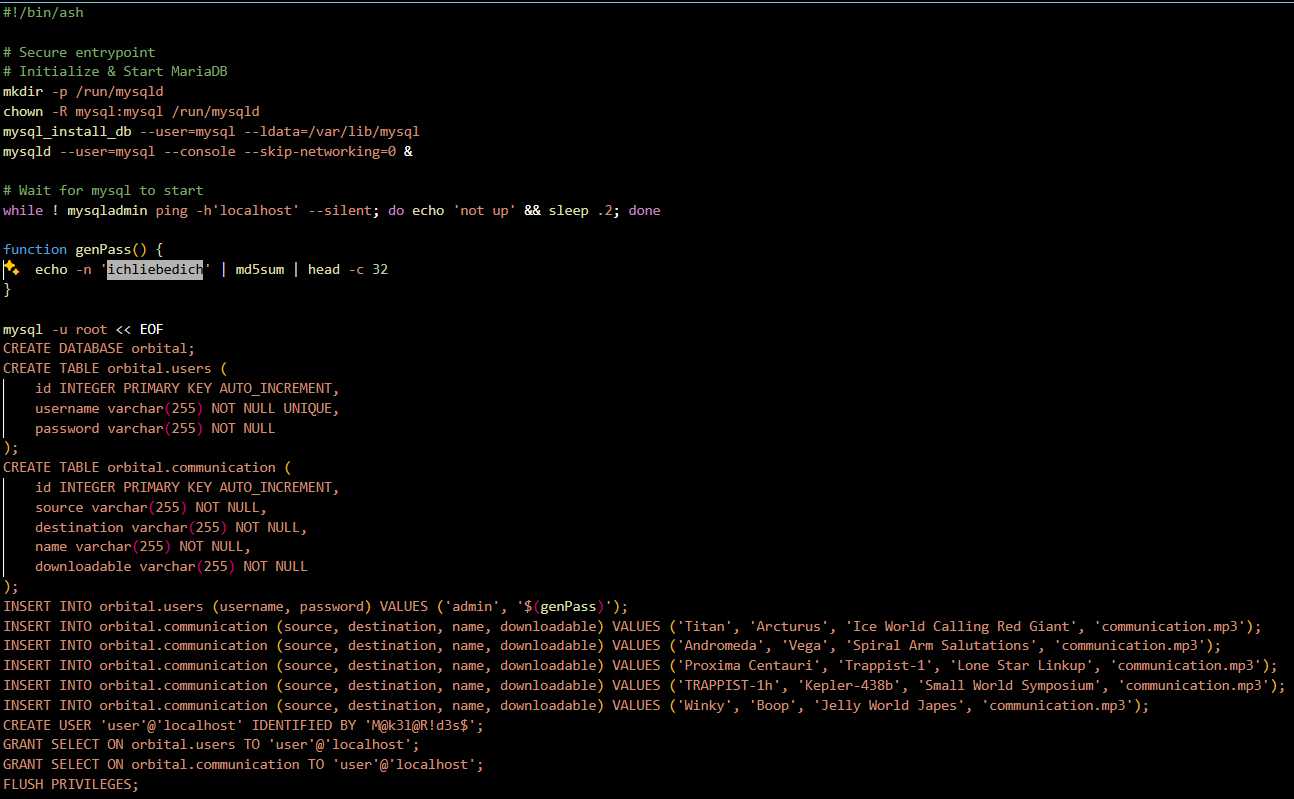 #!/bin/ash
# Secure entrypoint
# Initialize & Start MariaDB
mkdir -p /run/mysqld
chown -R mysql:mysql /run/mysqld
mysql_install_db --user=mysql --ldata=/var/lib/mysql
mysqld --user=mysql --console --skip-networking=0 &
# Wait for mysql to start
while ! mysqladmin ping -h'localhost' --silent; do echo 'not up' && sleep .2; done
function genPass() {
    echo -n 'ichliebedich' | md5sum | head -c 32
}
mysql -u root << EOF
CREATE DATABASE orbital;
CREATE TABLE orbital.users (
    id INTEGER PRIMARY KEY AUTO_INCREMENT,
    username varchar(255) NOT NULL UNIQUE,
    password varchar(255) NOT NULL
);
CREATE TABLE orbital.communication (
    id INTEGER PRIMARY KEY AUTO_INCREMENT,
    source varchar(255) NOT NULL,
    destination varchar(255) NOT NULL,
    name varchar(255) NOT NULL,
    downloadable varchar(255) NOT NULL
);
INSERT INTO orbital.users (username, password) VALUES ('admin', '$(genPass)');
INSERT INTO orbital.communication (source, destination, name, downloadable) VALUES ('Titan', 'Arcturus', 'Ice World Calling Red Giant', 'communication.mp3');
INSERT INTO orbital.communication (source, destination, name, downloadable) VALUES ('Andromeda', 'Vega', 'Spiral Arm Salutations', 'communication.mp3');
INSERT INTO orbital.communication (source, destination, name, downloadable) VALUES ('Proxima Centauri', 'Trappist-1', 'Lone Star Linkup', 'communication.mp3');
INSERT INTO orbital.communication (source, destination, name, downloadable) VALUES ('TRAPPIST-1h', 'Kepler-438b', 'Small World Symposium', 'communication.mp3');
INSERT INTO orbital.communication (source, destination, name, downloadable) VALUES ('Winky', 'Boop', 'Jelly World Japes', 'communication.mp3');
CREATE USER 'user'@'localhost' IDENTIFIED BY 'M@k3l@R!d3s$';
GRANT SELECT ON orbital.users TO 'user'@'localhost';
GRANT SELECT ON orbital.communication TO 'user'@'localhost';
FLUSH PRIVILEGES;